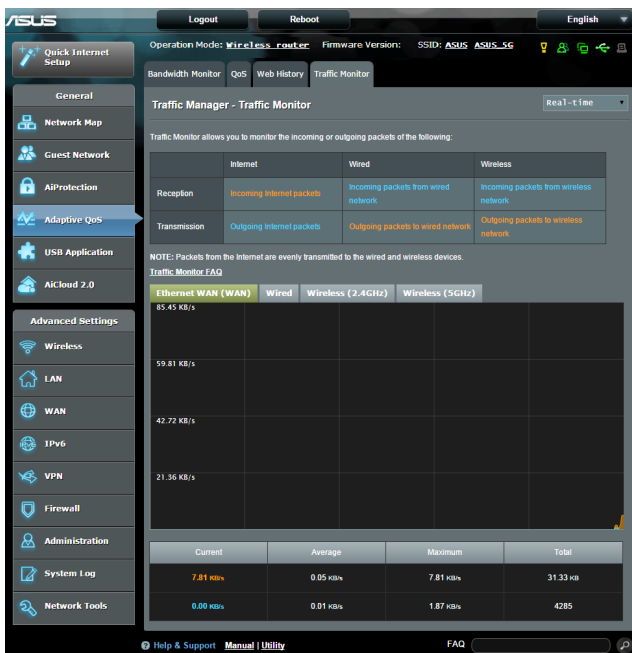 ASUS
Logout Reboot English
Quick Internet
Setup
Operation Mode: Wireless router Firmware Version: SSID: ASUS ASUS_5G
Bandwidth Monitor QoS Web History Traffic Monitor
General
Network Map
Guest Network
AiProtection
Adaptive QoS
USB Application
AiCloud 2.0
Advanced Settings
Wireless
LAN
WAN
IPv6
VPN
Firewall
Administration
System Log
Network Tools
Traffic Manager - Traffic Monitor Real-time
Traffic Monitor allows you to monitor the incoming or outgoing packets of the following:
Internet Wired Wireless
Reception Incoming Internet packets Incoming packets from wired network Incoming packets from wireless network
Transmission Outgoing Internet packets Outgoing packets to wired network Outgoing packets to wireless network
NOTE: Packets from the Internet are evenly transmitted to the wired and wireless devices.
Traffic Monitor FAQ
Ethernet WAN (WAN) Wired Wireless (2.4GHz) Wireless (5GHz)
85.45 KB/s
59.81 KB/s
42.72 KB/s
21.36 KB/s
Current Average Maximum Total
7.81 KB/s 0.05 KB/s 7.81 KB/s 31.33 KB
0.00 KB/s 0.01 KB/s 1.87 KB/s 4285
Help & Support Manual | Utility FAQ